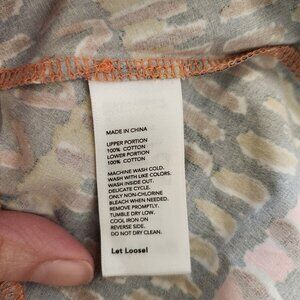 MADE IN CHINA
UPPER PORTION
100% COTTON
LOWER PORTION
100% COTTON
MACHINE WASH COLD.
WASH WITH LIKE COLORS.
WASH INSIDE OUT.
DELICATE CYCLE.
ONLY NON-CHLORINE
BLEACH WHEN NEEDED.
REMOVE PROMPTLY.
TUMBLE DRY LOW.
COOL IRON ON
REVERSE SIDE.
DO NOT DRY CLEAN.
Let Loose!